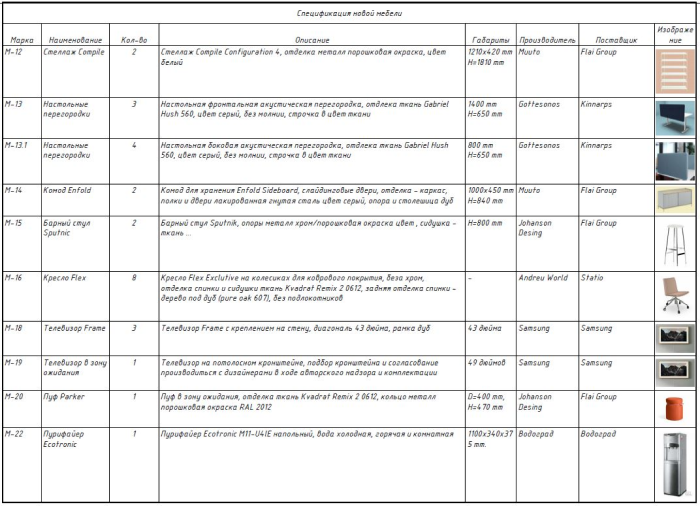 Спецификация новой мебели
Марка Наименование Кол-во Описание Габариты Производитель Поставщик Изображе
ние
М-12 Стеллаж Compile 2 Стеллаж Compile Configuration 4, отделка металл порошковая окраска, цвет 1210х420 mm Muuto Flai Group
белый H=1810 mm
М-13 Настольные 3 Настольная фронтальная акустическая перегородка, отдлека ткань Gabriel 1400 mm Gottesonos Kinnarps
перегородки Hush 560, цвет серый, без молнии, строчка в цвет ткани H=650 mm
М-13.1 Настольные 4 Настольная боковая акустическая перегородка, отдлека ткань Gabriel Hush 800 mm Gottesonos Kinnarps
перегородки 560, цвет серый, без молнии, строчка в цвет ткани H=650 mm
М-14 Комод Enfold 2 Комод для хранения Enfold Sideboard, слайдинговые двери, отделка - каркас, 1000х450 mm Muuto Flai Group
полки и двери лакированная гнутая сталь цвет серый, опора и столешица дуб H=840 mm
М-15 Барный стул 2 Барный стул Sputnik, опоры металл хром/порошковая окраска цвет , сидушка - H=800 mm Johanson Flai Group
Sputnic ткань ... Desing
М-16 Кресло Flex 8 Кресло Flex Exclutive на колесиках для коврового покрытия, беза хром, - Andreu World Statio
отделка спинки и сидушки ткань Kvadrat Remix 2 0612, задняя отделка спинки -
дерево под дуб (pure oak 607), без подлокотников
М-18 Телевизор Frame 3 Телевизор Frame с креплением на стену, диагональ 43 дюйма, рамка дуб 43 дюйма Samsung Samsung
М-19 Телевизор в зону 1 Телевизор на потолосном кронштейне, подбор кронштейна и согласование 49 дюймов Samsung Samsung
ожидания производиться с дизайнерами в ходе авторского надзора и комплектации
М-20 Пуф Parker 1 Пуф в зону ожидания, отделка ткань Kvadrat Remix 2 0612, кольцо металл D=400 mm, Johanson Flai Group
порошковая окраска RAL 2012 H=470 mm Desing
М-22 Пурифайер 1 Пурифайер Ecotronic M11-U4IE напольный, вода холодная, горячая и комнатная 1100х340х37 Водоград Водоград
Ecotronic 5 mm.